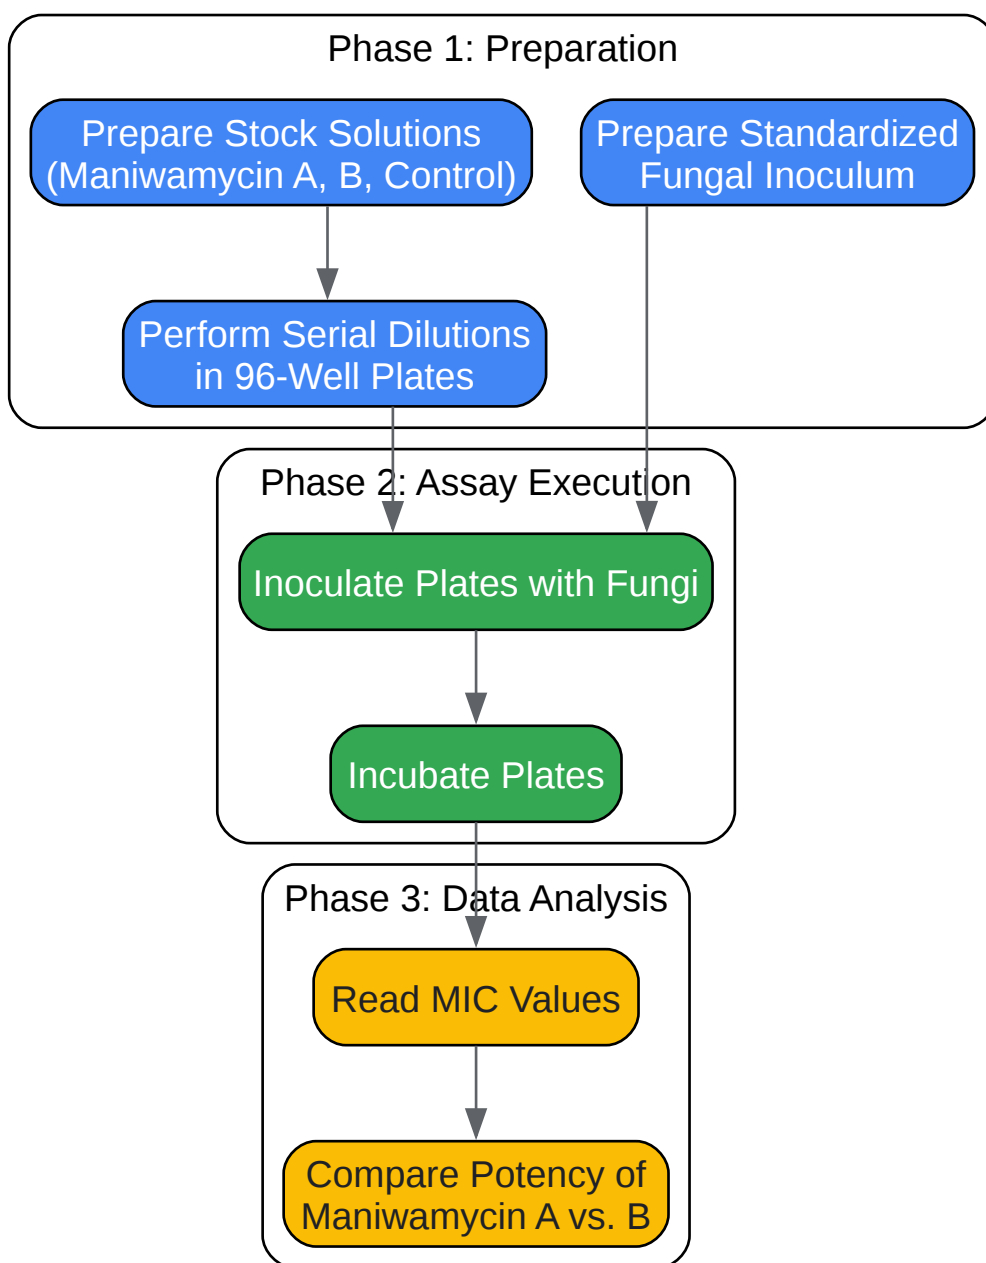 Phase 1: Preparation
Prepare Stock Solutions
(Maniwamycin A, B, Control)
Prepare Standardized
Fungal Inoculum
Perform Serial Dilutions
in 96-Well Plates
Phase 2: Assay Execution
Inoculate Plates with Fungi
Incubate Plates
Phase 3: Data Analysis
Read MIC Values
Compare Potency of
Maniwamycin A vs. B